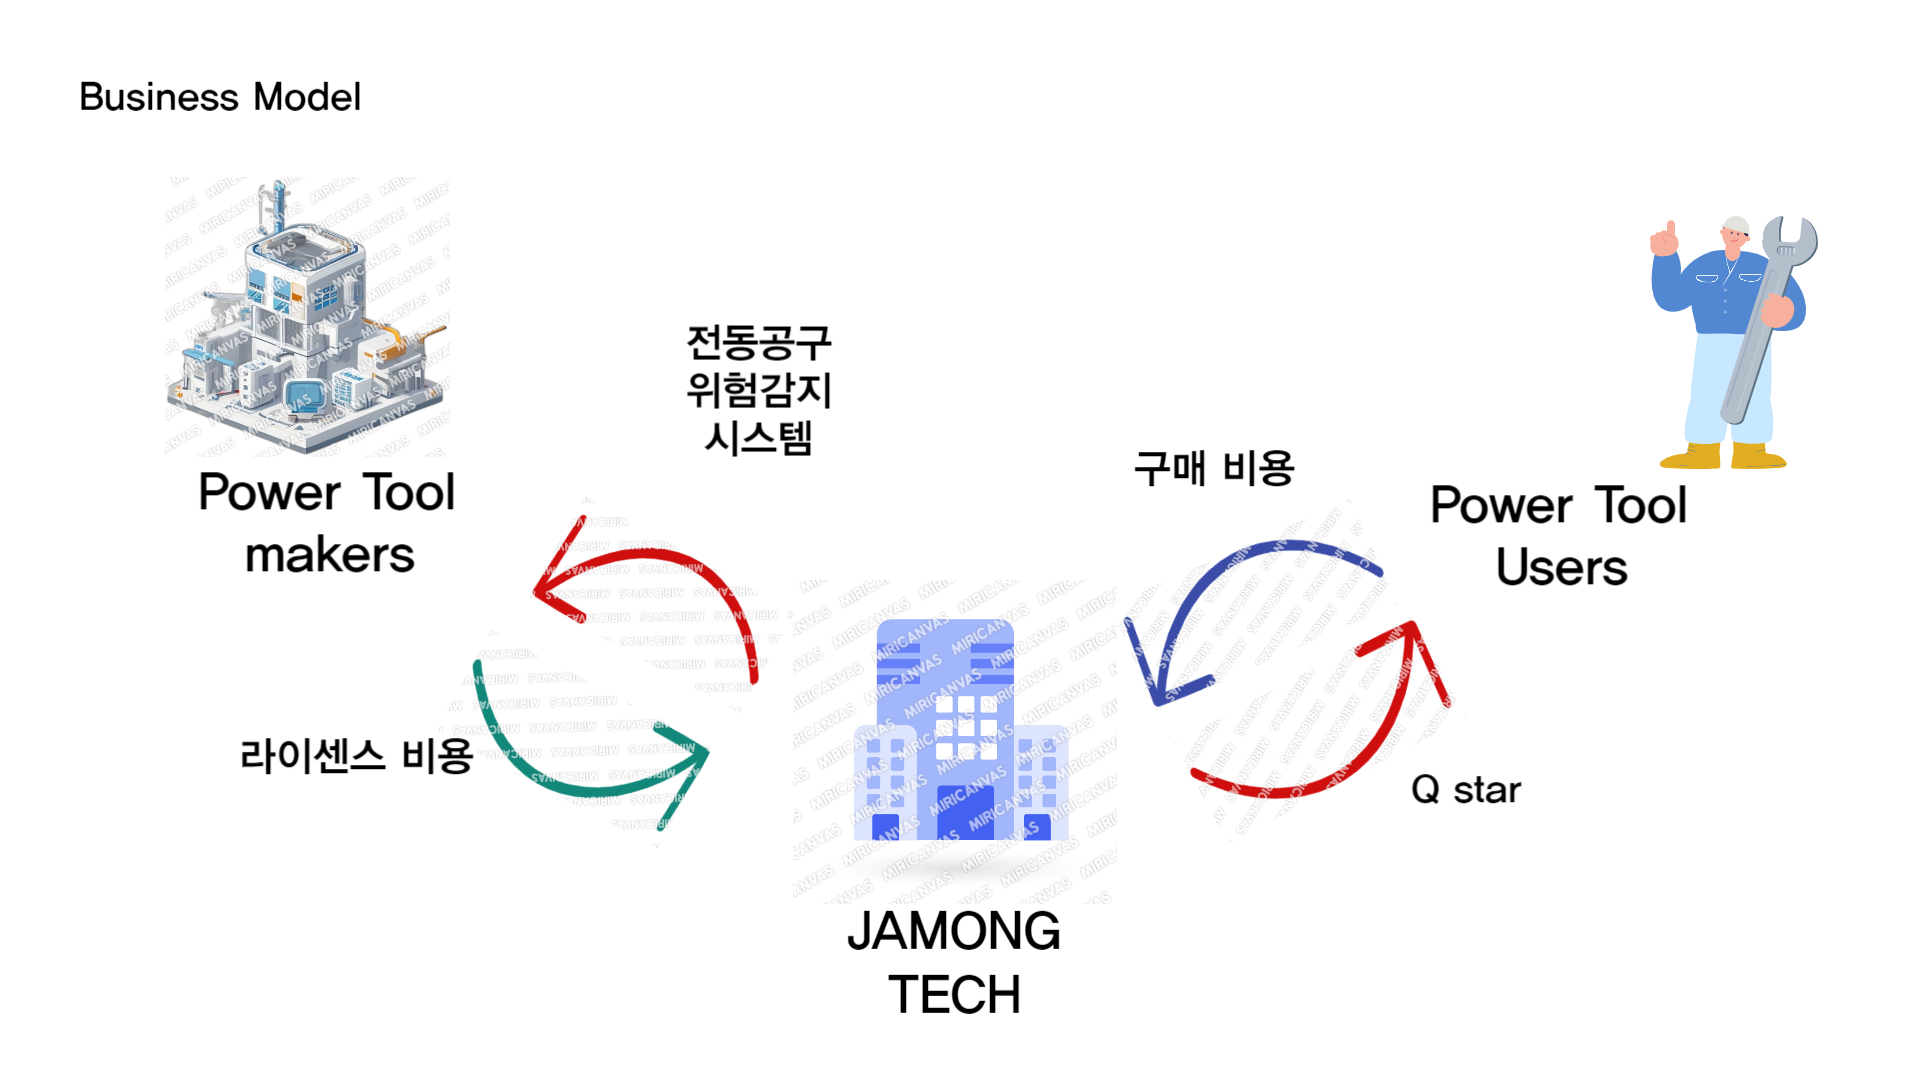 Business Model
Power Tool
makers
전동공구
위험감지
시스템
구매 비용
Power Tool
Users
라이센스 비용
Q star
JAMONG
TECH
MIRICANVAS